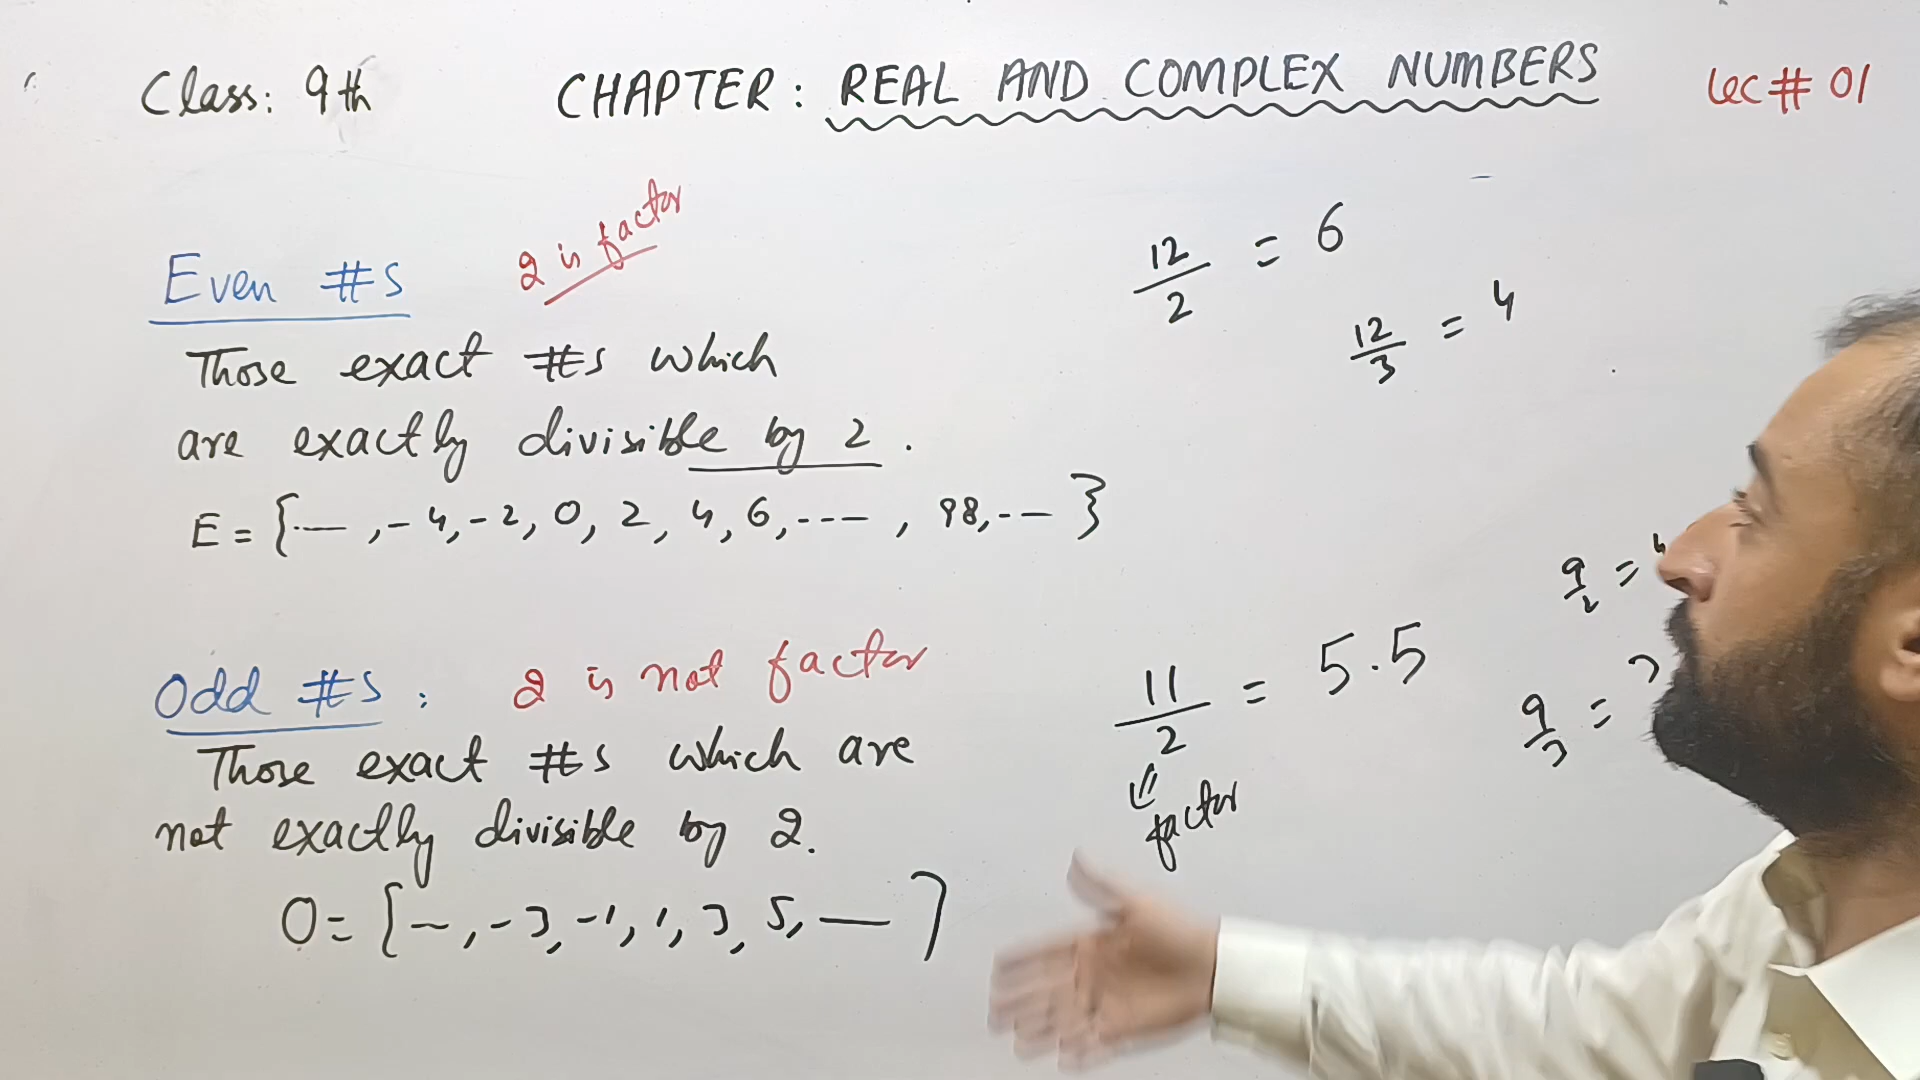 Class: 9th
CHAPTER: REAL AND COMPLEX NUMBERS
Lec # 01
Even #s
2 is factor
Those exact #s which
are exactly divisible by 2.
E = {.—, -4, -2, 0, 2, 4, 6, ---, 98, -- }
12/2 = 6
12/3 = 4
Odd #s :
2 is not factor
Those exact #s which are
not exactly divisible by 2.
O = {—, -3, -1, 1, 3, 5, — }
11/2 = 5.5
factor
9/2 =
9/3 =